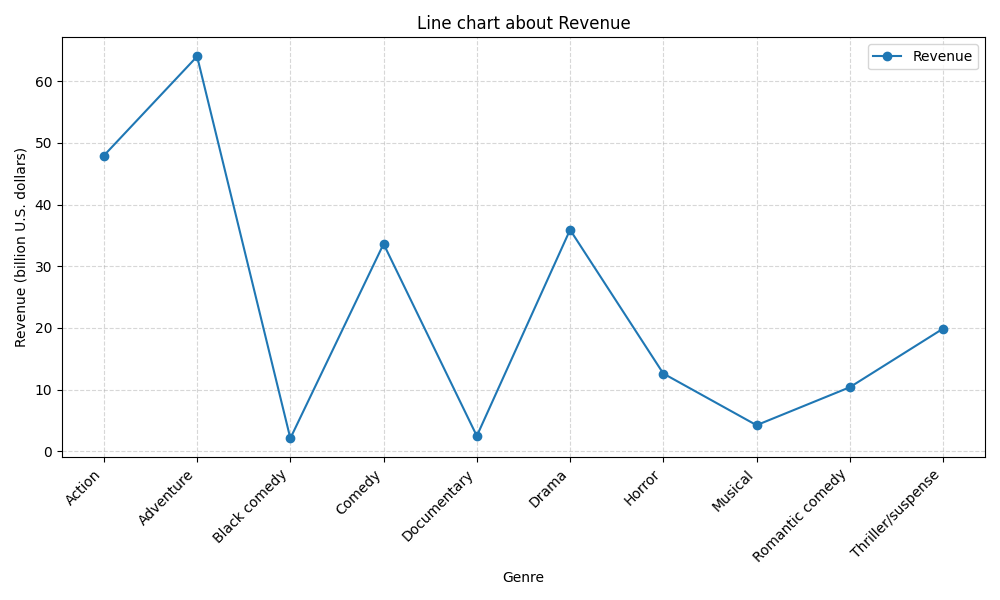 Line chart about Revenue
Revenue
Revenue (billion U.S. dollars)
60
50
40
30
20
10
0
Action
Adventure
Black comedy
Comedy
Documentary
Drama
Horror
Musical
Romantic comedy
Thriller/suspense
Genre